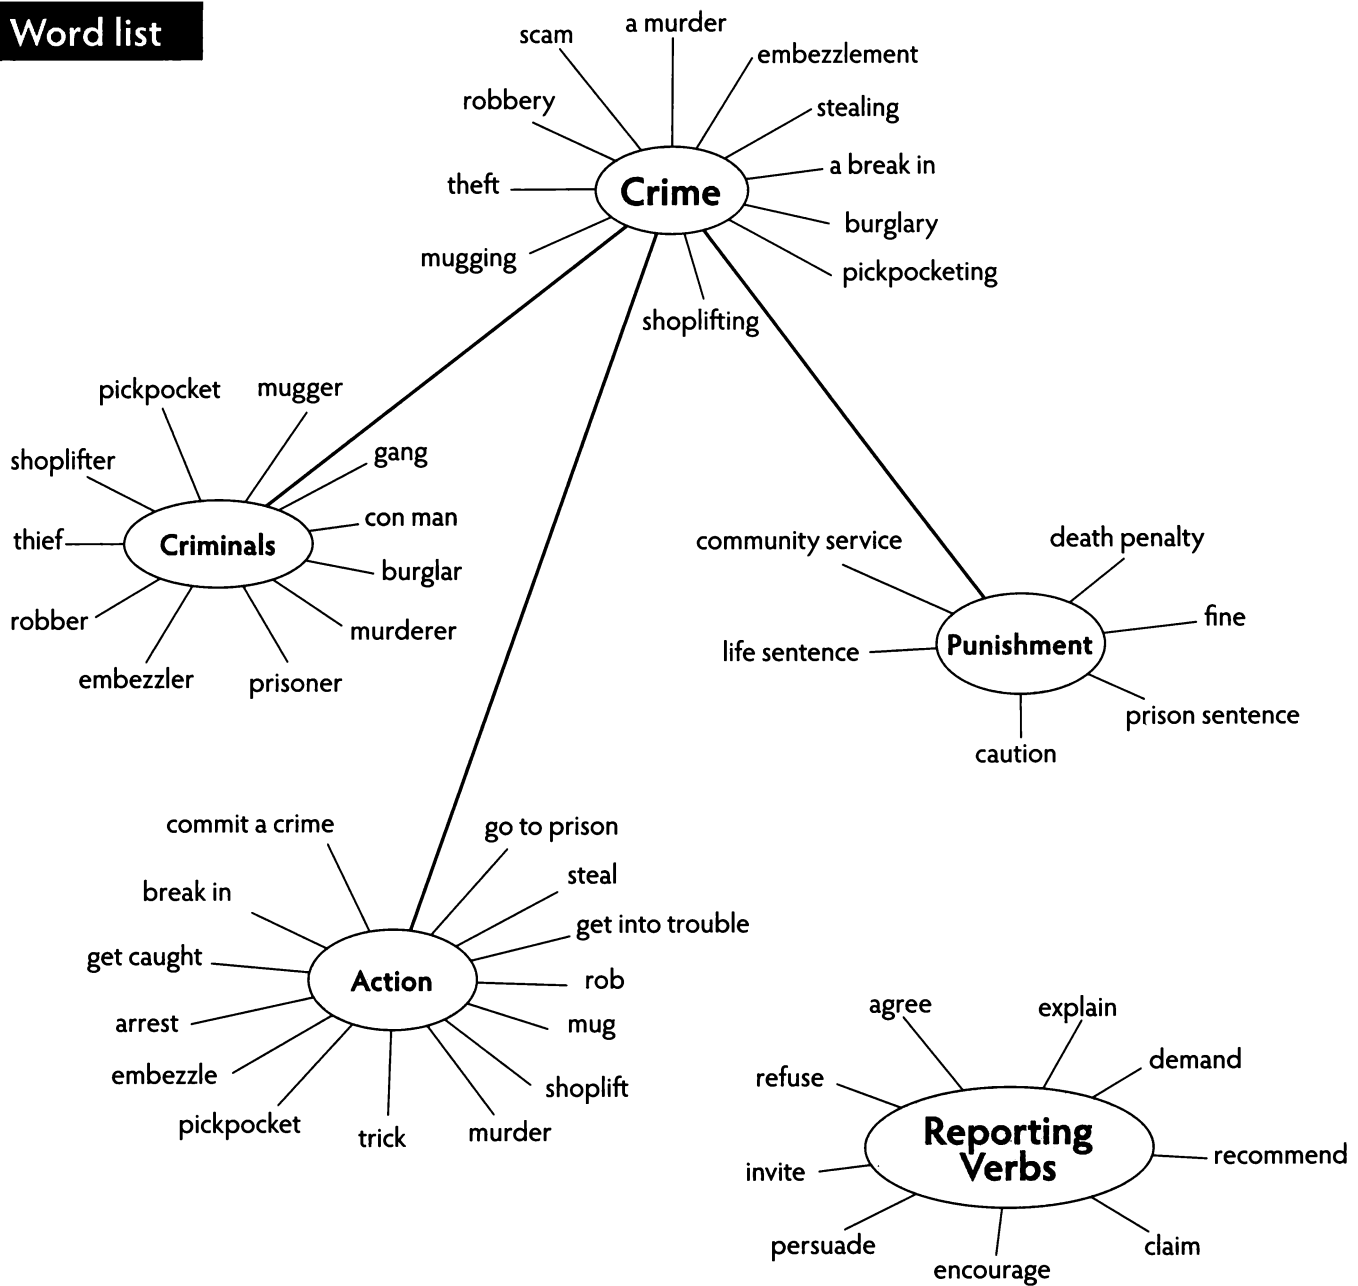 Word list
Crime
scam
a murder
embezzlement
stealing
a break in
burglary
pickpocketing
shoplifting
mugging
theft
robbery
Criminals
pickpocket
mugger
gang
con man
burglar
murderer
prisoner
embezzler
robber
thief
shoplifter
Punishment
community service
death penalty
fine
prison sentence
caution
life sentence
Action
commit a crime
go to prison
steal
get into trouble
rob
mug
shoplift
murder
trick
pickpocket
embezzle
arrest
get caught
break in
Reporting
Verbs
agree
explain
demand
recommend
claim
encourage
persuade
invite
refuse